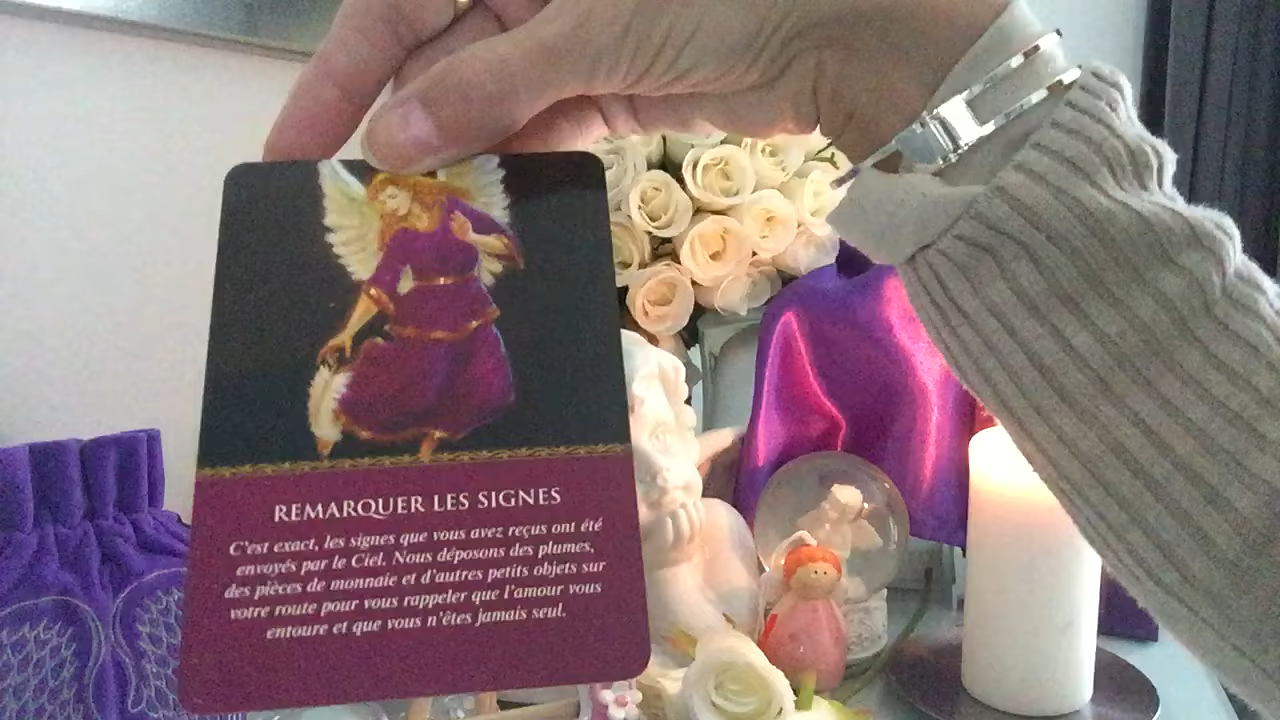 REMARQUER LES SIGNES
C'est exact, les signes que vous avez reçus ont été
envoyés par le Ciel. Nous déposons des plumes,
des pièces de monnaie et d'autres petits objets sur
votre route pour vous rappeler que l'amour vous
entoure et que vous n'êtes jamais seul.